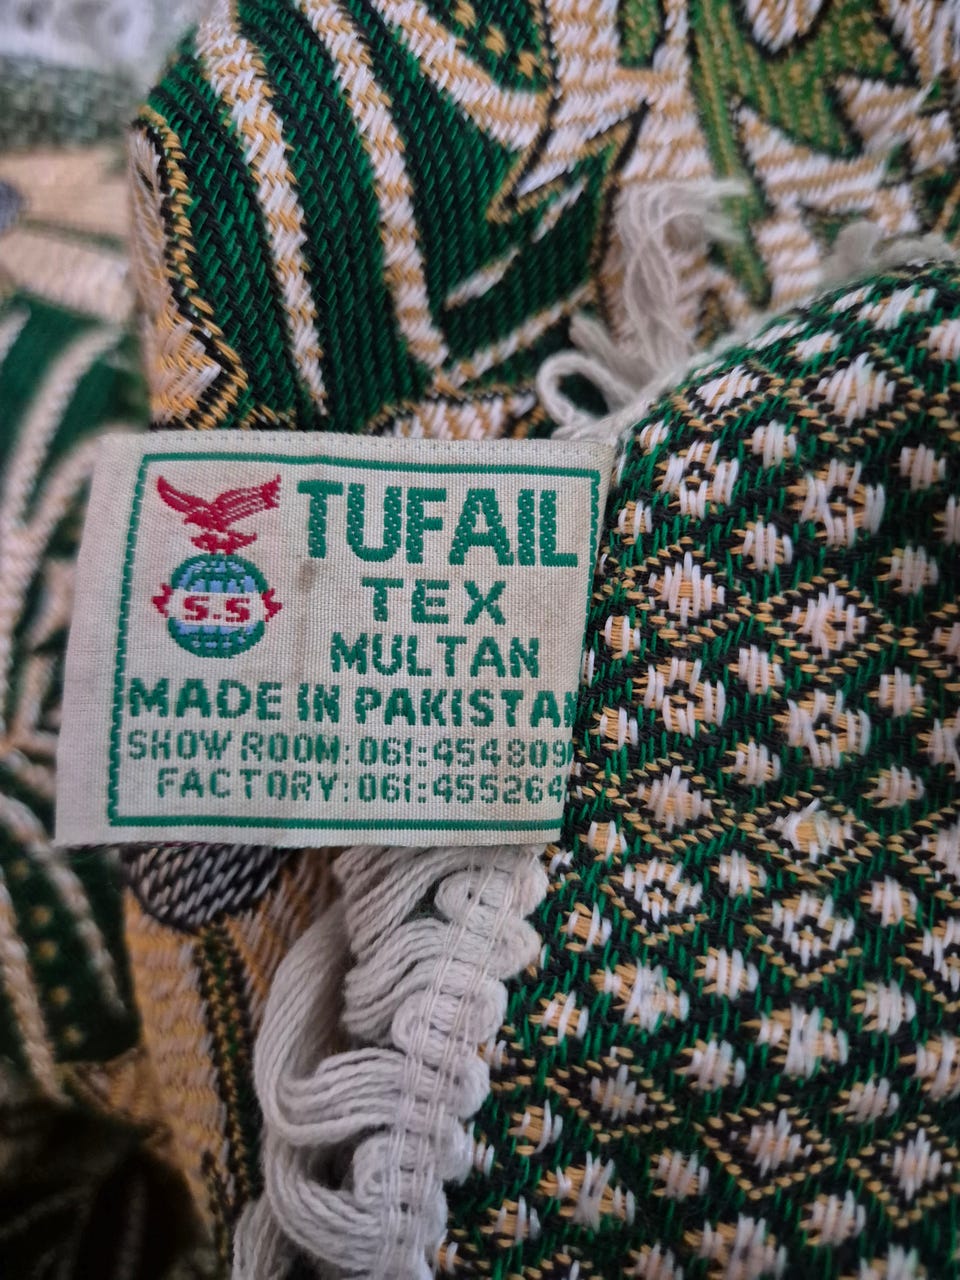 S.S
TUFAIL
TEX
MULTAN
MADE IN PAKISTAN
SHOW ROOM: 061:454809
FACTORY: 061:455264